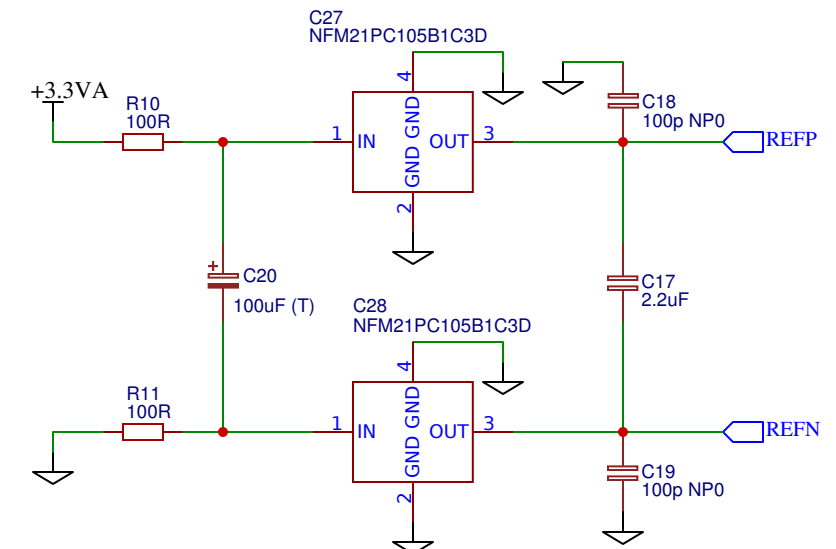 C27
NFM21PC105B1C3D
+3.3VA
R10
100R
4
GND
1
IN
OUT
3
GND
2
C18
100p NP0
REFP
+
C20
100uF (T)
C17
2.2uF
C28
NFM21PC105B1C3D
R11
100R
4
GND
1
IN
OUT
3
GND
2
REFN
C19
100p NP0